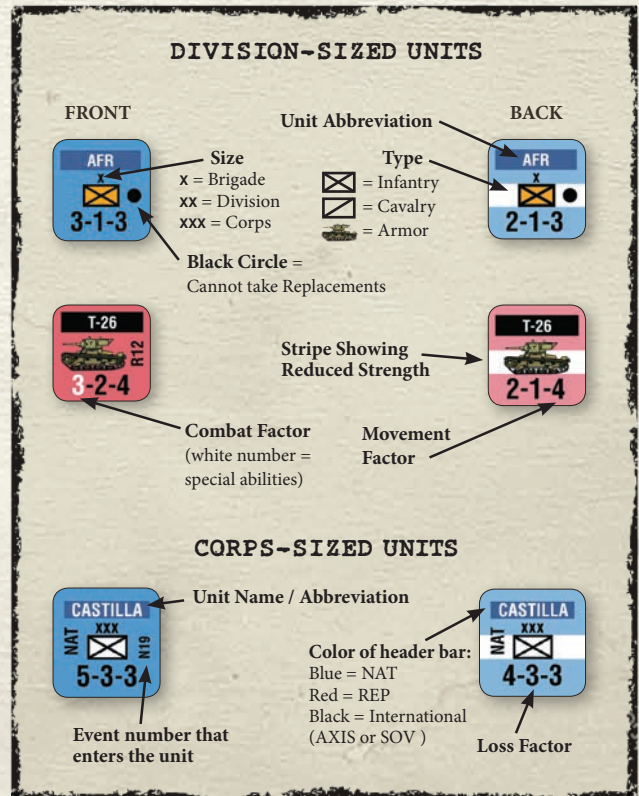 DIVISION-SIZED UNITS
FRONT
BACK
Unit Abbreviation
AFR
x
3-1-3
Size
x = Brigade
xx = Division
xxx = Corps
Type
= Infantry
= Cavalry
= Armor
AFR
x
2-1-3
Black Circle =
Cannot take Replacements
T-26
R12
3-2-4
Stripe Showing
Reduced Strength
T-26
2-1-4
Combat Factor
(white number =
special abilities)
Movement
Factor
CORPS-SIZED UNITS
CASTILLA
NAT
XXX
N19
5-3-3
Unit Name / Abbreviation
Color of header bar:
Blue = NAT
Red = REP
Black = International
(AXIS or SOV )
CASTILLA
NAT
XXX
4-3-3
Event number that
enters the unit
Loss Factor